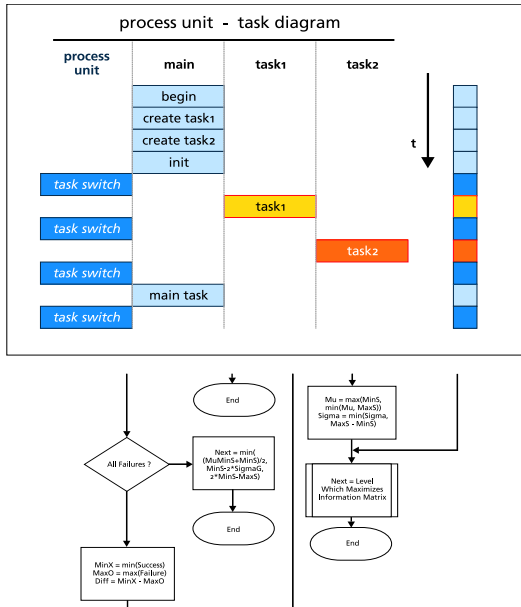 process unit - task diagram
process
unit
main
task1
task2
begin
create task1
create task2
init
t
task switch
task1
task switch
task2
task switch
main task
task switch
End
Mu = max(MinS,
min(Mu, MaxS))
Sigma = min(Sigma,
MaxS - MinS)
All Failures ?
Next = min(
(MuMinS+MinS)/2,
MinS-2*SigmaG,
2*MinS-MaxS)
Next = Level
Which Maximizes
Information Matrix
End
End
MinX = min(Success)
MaxO = max(Failure)
Diff = MinX - MaxO